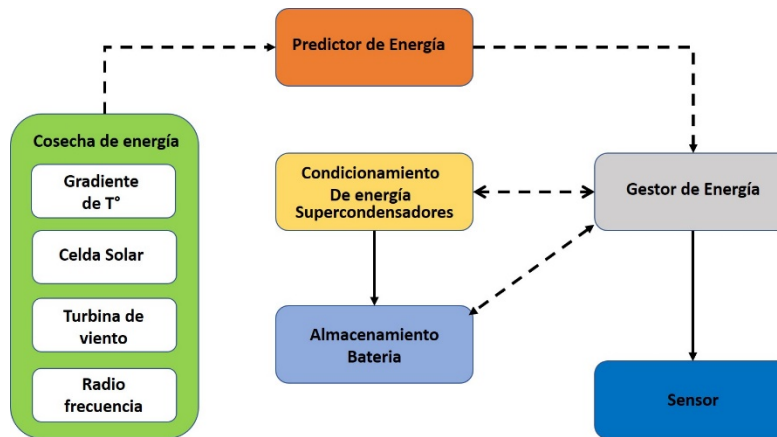 Predictor de Energía
Cosecha de energía
Gradiente
de T°
Celda Solar
Turbina de
viento
Radio
frecuencia
Condicionamiento
De energía
Supercondensadores
Gestor de Energía
Almacenamiento
Bateria
Sensor